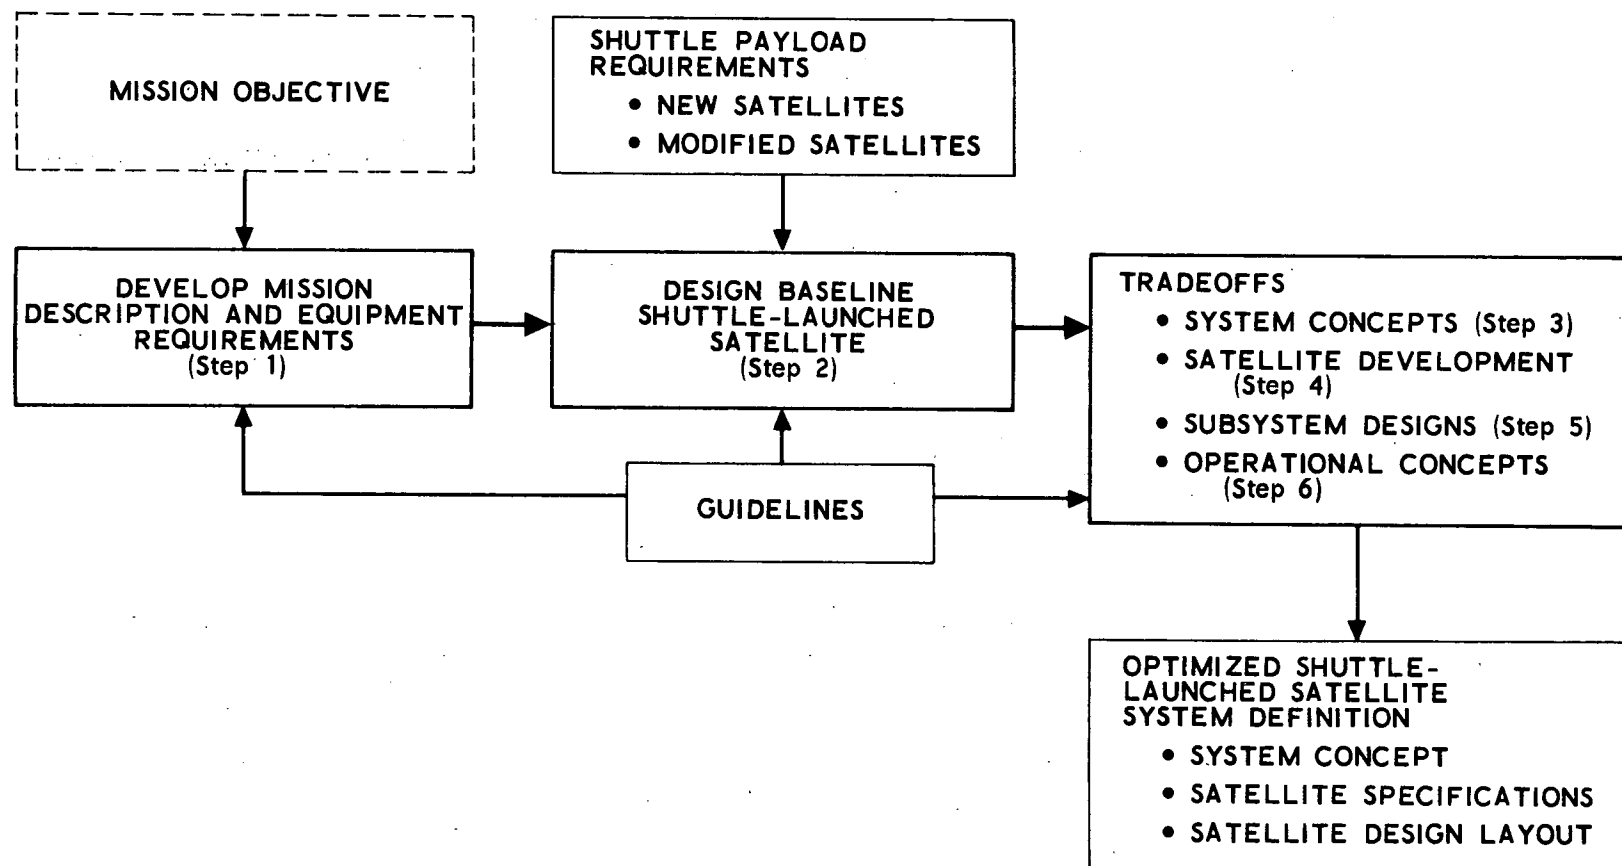 MISSION OBJECTIVE
SHUTTLE PAYLOAD
REQUIREMENTS
• NEW SATELLITES
• MODIFIED SATELLITES
DEVELOP MISSION
DESCRIPTION AND EQUIPMENT
REQUIREMENTS
(Step 1)
DESIGN BASELINE
SHUTTLE-LAUNCHED
SATELLITE
(Step 2)
TRADEOFFS
• SYSTEM CONCEPTS (Step 3)
• SATELLITE DEVELOPMENT
(Step 4)
• SUBSYSTEM DESIGNS (Step 5)
• OPERATIONAL CONCEPTS
(Step 6)
GUIDELINES
OPTIMIZED SHUTTLE-
LAUNCHED SATELLITE
SYSTEM DEFINITION
• SYSTEM CONCEPT
• SATELLITE SPECIFICATIONS
• SATELLITE DESIGN LAYOUT